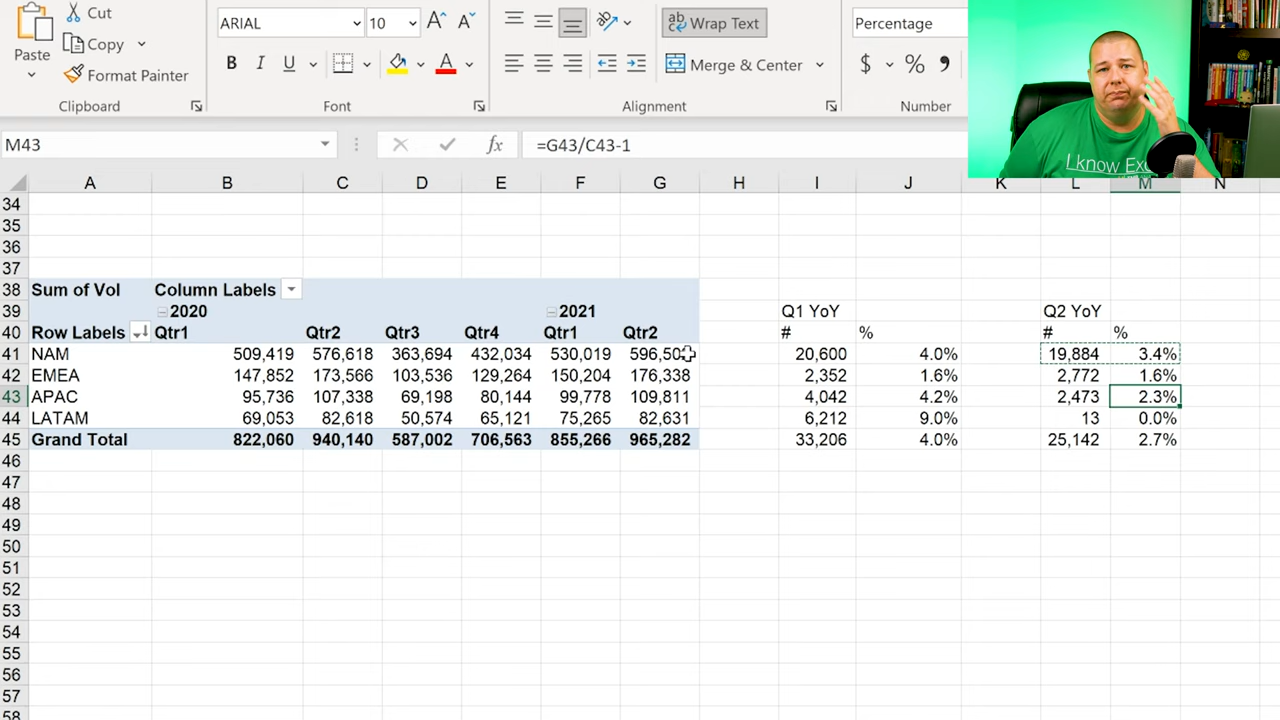 Cut
Copy
Paste
Format Painter
Clipboard
ARIAL 10 A A
B I U A
Font
ab Wrap Text
Merge & Center
Alignment
Percentage
$ % 9
Number
I know
M43 fx =G43/C43-1
A B C D E F G H I J K L M N
34
35
36
37
38 Sum of Vol Column Labels
39 2020 2021 Q1 YoY Q2 YoY
40 Row Labels Qtr1 Qtr2 Qtr3 Qtr4 Qtr1 Qtr2 # % # %
41 NAM 509,419 576,618 363,694 432,034 530,019 20,600 4.0% 19,884 3.4%
42 EMEA 147,852 173,566 103,536 129,264 150,204 176,338 2,352 1.6% 2,772 1.6%
43 APAC 95,736 107,338 69,198 80,144 99,778 109,811 4,042 4.2% 2,473 2.3%
44 LATAM 69,053 82,618 50,574 65,121 75,265 82,631 6,212 9.0% 13 0.0%
45 Grand Total 822,060 940,140 587,002 706,563 855,266 965,282 33,206 4.0% 25,142 2.7%
46
47
48
49
50
51
52
53
54
55
56
57
58